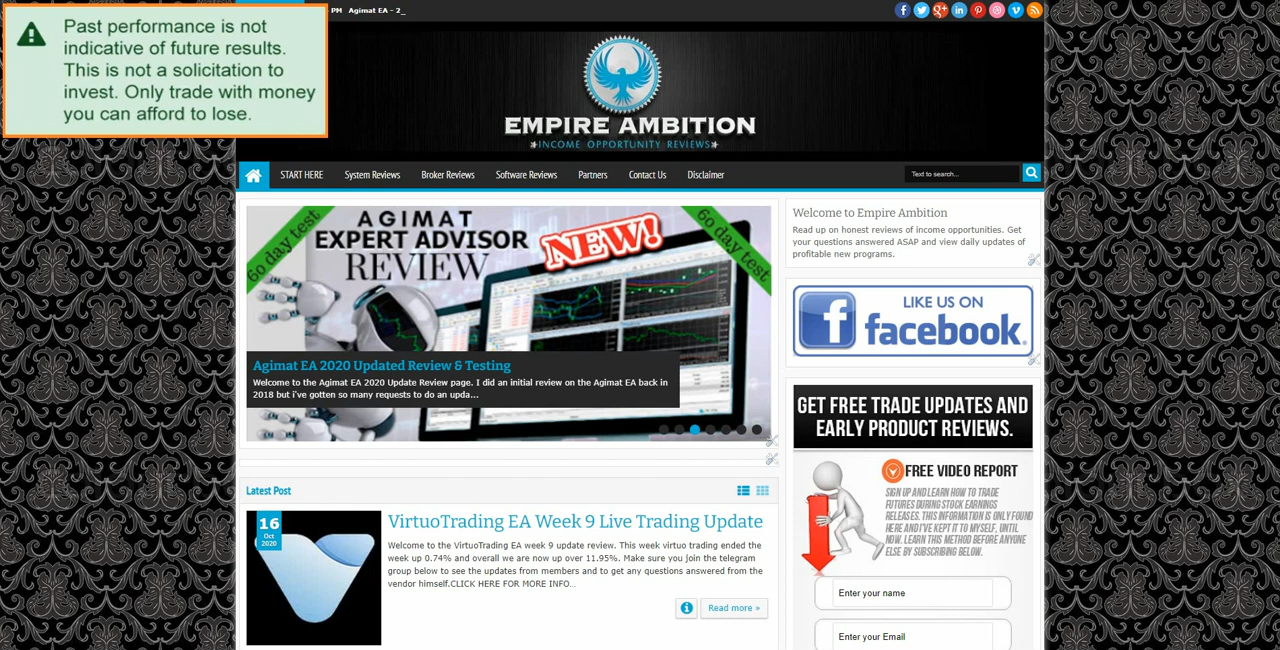 Past performance is not
indicative of future results.
This is not a solicitation to
invest. Only trade with money
you can afford to lose.
PM Agimat EA - 2_
EMPIRE AMBITION
INCOME OPPORTUNITY REVIEWS
START HERE
System Reviews
Broker Reviews
Software Reviews
Partners
Contact Us
Disclaimer
Text to search...
60 day test
AGIMAT
EXPERT ADVISOR
REVIEW
NEW!
60 day test
Agimat EA 2020 Updated Review & Testing
Welcome to the Agimat EA 2020 Update Review page. I did an initial review on the Agimat EA back in
2018 but i've gotten so many requests to do an upda...
Welcome to Empire Ambition
Read up on honest reviews of income opportunities. Get
your questions answered ASAP and view daily updates of
profitable new programs.
LIKE US ON
facebook.
GET FREE TRADE UPDATES AND
EARLY PRODUCT REVIEWS.
FREE VIDEO REPORT
SIGN UP AND LEARN HOW TO TRADE
FUTURES DURING STOCK EARNINGS
RELEASES. THIS INFORMATION IS ONLY FOUND
HERE AND I'VE KEPT IT TO MYSELF, UNTIL
NOW. LEARN THIS METHOD BEFORE ANYONE
ELSE BY SUBSCRIBING BELOW.
Enter your name
Enter your Email
Latest Post
16
Oct
2020
VirtuoTrading EA Week 9 Live Trading Update
Welcome to the VirtuoTrading EA week 9 update review. This week virtuo trading ended the
week up 0.74% and overall we are now up over 11.95%. Make sure you join the telegram
group below to see the updates from members and to get any questions answered from the
vendor himself.CLICK HERE FOR MORE INFO...
Read more »